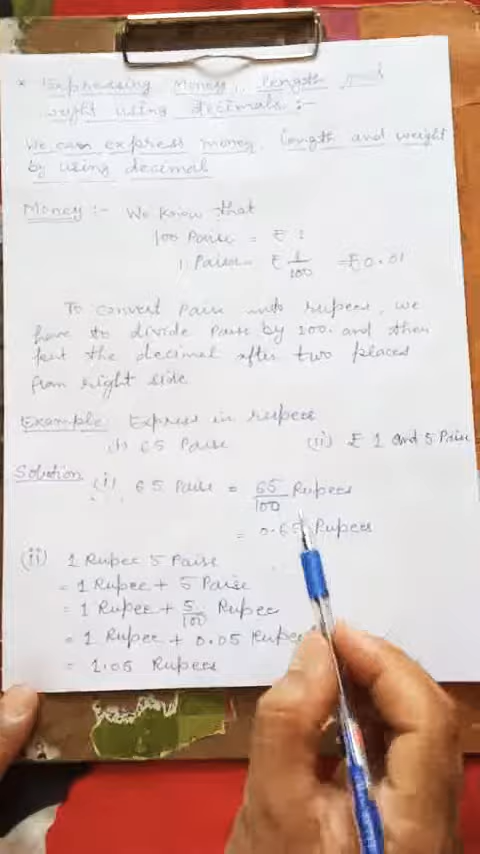 * Expressing Money, length and
weight using decimals :-
We can express money, length and weight
by using decimal
Money :- We know that
100 Paise = ₹ 1
1 Paise = ₹ 1/100 = ₹ 0.01
To convert Paise into rupees, we
have to divide Paise by 100. and then
put the decimal after two places
from right side
Example: Express in rupees
(i) 65 Paise (ii) ₹ 1 and 5 Paise
Solution (i) 65 Paise = 65/100 Rupees
= 0.65 Rupees
(ii) 1 Rupee 5 Paise
= 1 Rupee + 5 Paise
= 1 Rupee + 5/100 Rupee
= 1 Rupee + 0.05 Rupee
= 1.05 Rupees